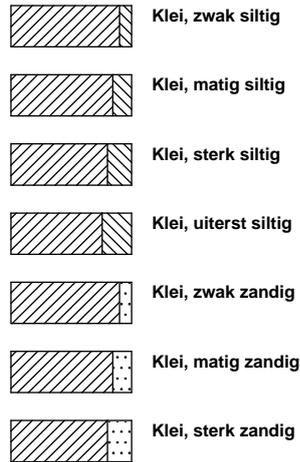 Klei, zwak siltig
Klei, matig siltig
Klei, sterk siltig
Klei, uiterst siltig
Klei, zwak zandig
Klei, matig zandig
Klei, sterk zandig